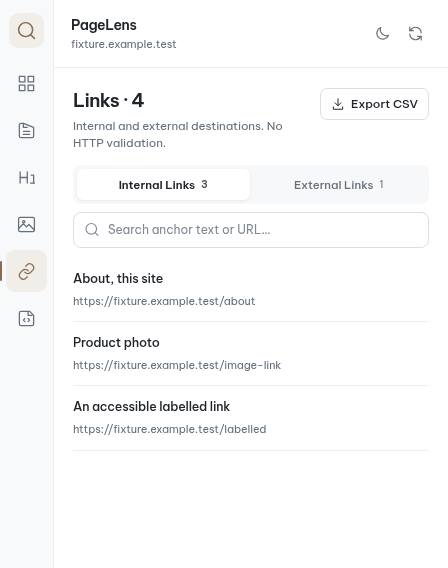 PageLens
fixture.example.test
Links · 4
Internal and external destinations. No
HTTP validation.
Export CSV
Internal Links 3
External Links 1
Search anchor text or URL...
About, this site
https://fixture.example.test/about
Product photo
https://fixture.example.test/image-link
An accessible labelled link
https://fixture.example.test/labelled
H1